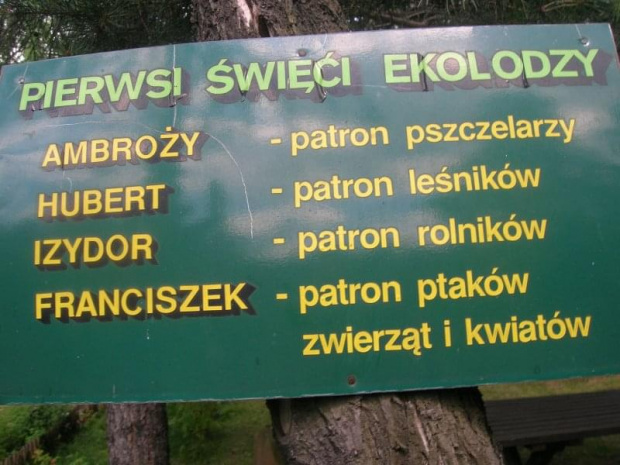 PIERWSI ŚWIĘCI EKOLODZY
AMBROŻY - patron pszczelarzy
HUBERT - patron leśników
IZYDOR - patron rolników
FRANCISZEK - patron ptaków
zwierząt i kwiatów